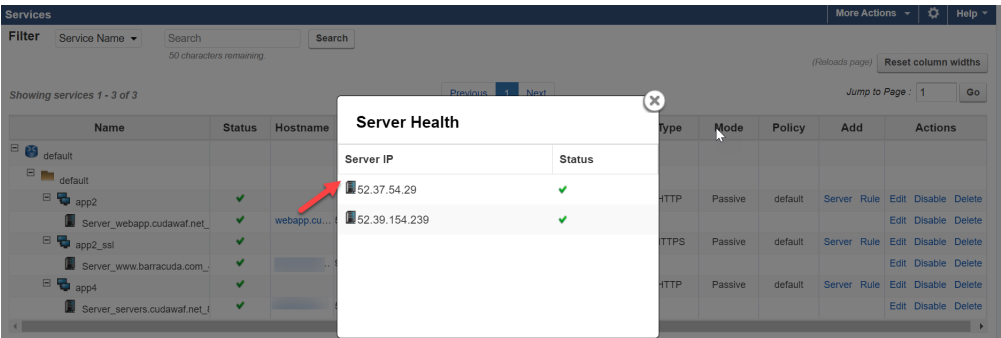 Services More Actions Help
Filter Service Name Search Search
50 characters remaining.
(Reloads page) Reset column widths
Showing services 1 - 3 of 3 Previous 1 Next Jump to Page : 1 Go
Name Status Hostname Type Mode Policy Add Actions
default
default
app2 HTTP Passive default Server Rule Edit Disable Delete
Server_webapp.cudawaf.net_ webapp.cu... Edit Disable Delete
app2_ssl HTTPS Passive default Server Rule Edit Disable Delete
Server_www.barracuda.com_ Edit Disable Delete
app4 HTTP Passive default Server Rule Edit Disable Delete
Server_servers.cudawaf.net_ Edit Disable Delete
Server Health
Server IP Status
52.37.54.29
52.39.154.239